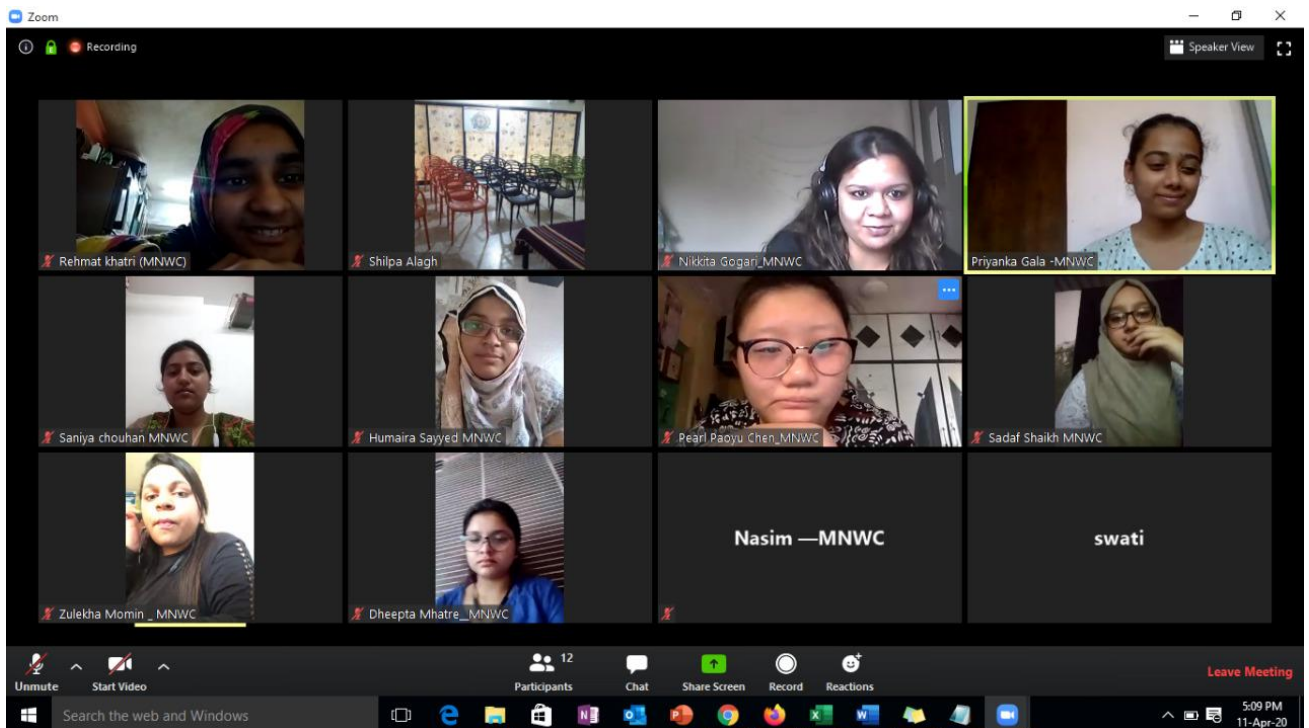 Zoom
Recording
Speaker View
Rehmat khatri (MNWC)
Shilpa Alagh
Nikkita Gogari_MNWC
Priyanka Gala -MNWC
Saniya chouhan MNWC
Humaira Sayyed MNWC
Pearl Paoyu Chen_MNWC
Sadaf Shaikh MNWC
Zulekha Momin _ MNWC
Dheepta Mhatre__MNWC
Nasim —MNWC
swati
Unmute
Start Video
Participants
12
Chat
Share Screen
Record
Reactions
Leave Meeting
Search the web and Windows
5:09 PM
11-Apr-20